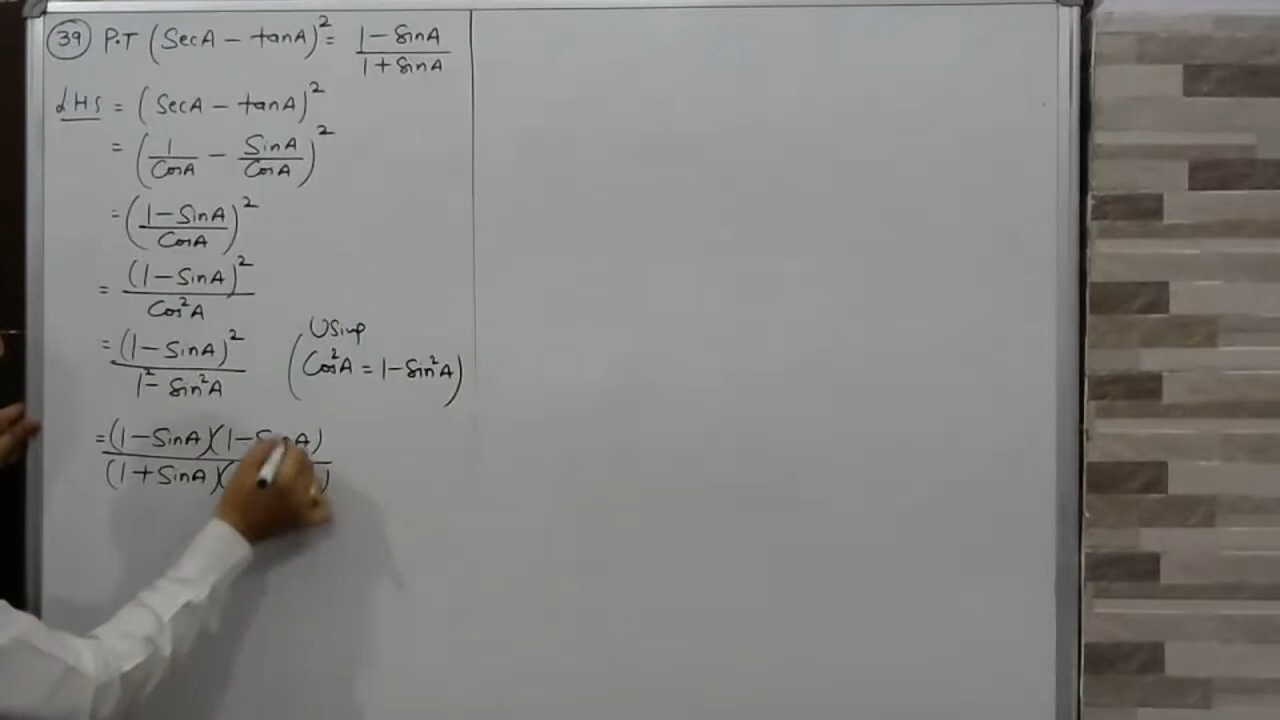 39 P.T (SecA - tanA)² = (1 - SinA)/(1 + SinA)
LHS = (SecA - tanA)²
= (1/CosA - SinA/CosA)²
= ((1 - SinA)/CosA)²
= (1 - SinA)²/Cos²A
= (1 - SinA)²/1² - Sin²A
(Using
Cos²A = 1 - Sin²A)
= (1 - SinA)(1 - SinA)
(1 + SinA)(